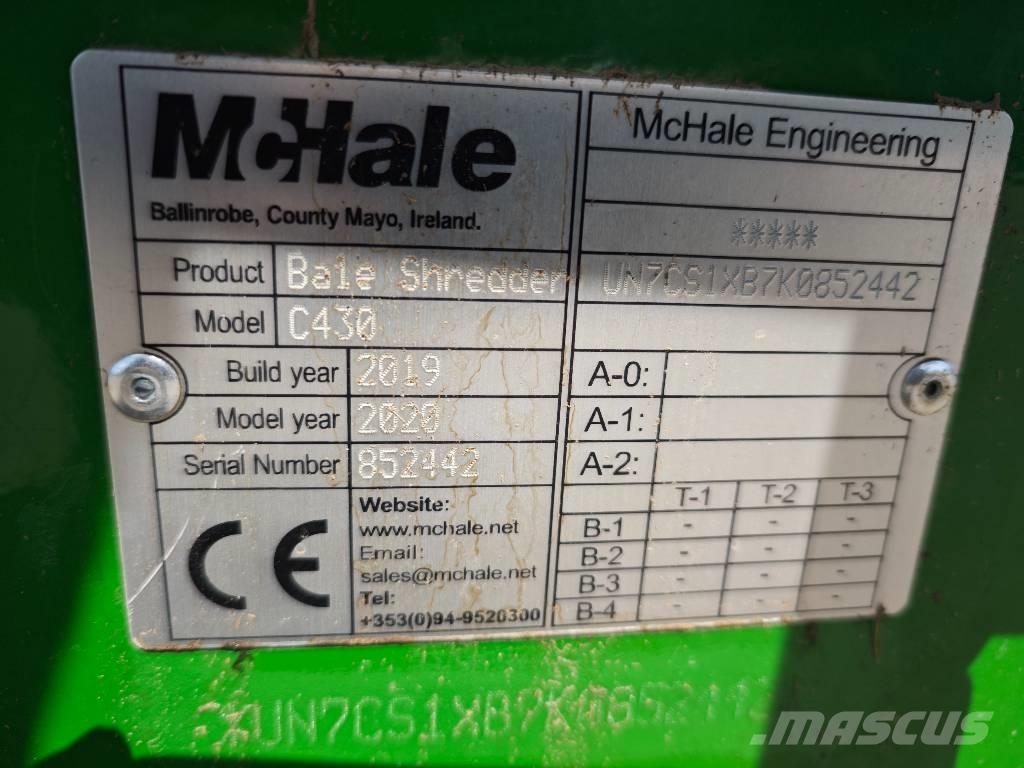 McHale
Ballinrobe, County Mayo, Ireland.
Product Bale Shredder
Model C430
Build year 2019
Model year 2020
Serial Number 852442
CE
Website:
www.mchale.net
Email:
sales@mchale.net
Tel:
+353(0)94-9520300
McHale Engineering
*****
UN7CS1XB7K0852442
A-0:
A-1:
A-2:
T-1 T-2 T-3
B-1 - - -
B-2 - - -
B-3 - - -
B-4 - - -
MASCUS